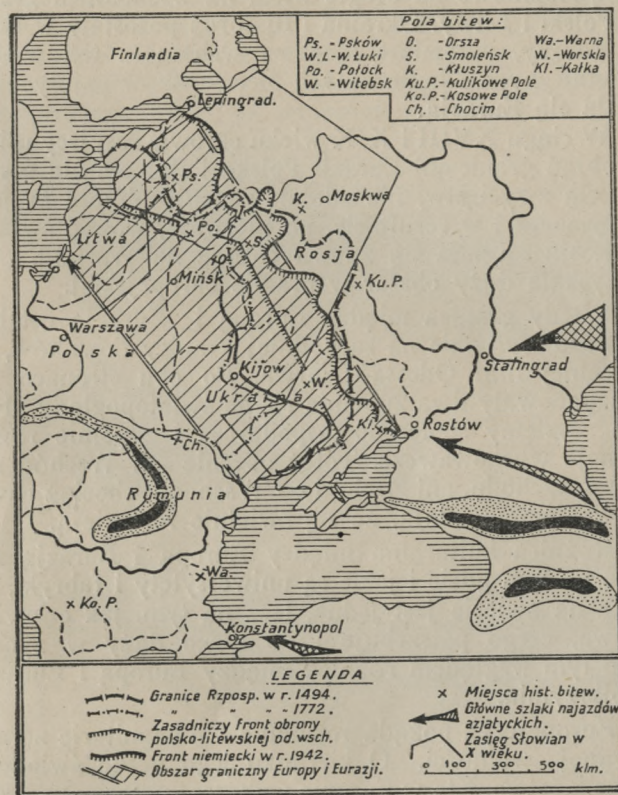 Pola bitew:
Ps. - Psków
W.Ł-W. Łuki
Po. - Połock
W. - Witebsk
O. - Orsza
S. - Smoleńsk
K. - Kłuszyn
Ku.P.- Kulikowe Pole
Ko.P.- Kosowe Pole
Ch. - Chocim
Wa.-Warna
W.-Worskla
Kl.-Kałka
Finlandia
Leningrad.
Ps.
K.
Moskwa
Litwa
Po.
S.
Rosja
O.
Mińsk
Ku.P.
Warszawa
Polska
Stalingrad
Kijow
Ukraina
W.
Kl.
Rostów
Ch.
Rumunia
Wa.
Ko.P.
Konstantynopol
LEGENDA
Granice Rzposp. w r. 1494.
" " " " 1772.
Zasadniczy front obrony
polsko-litewskiej od. wsch.
Front niemiecki w r. 1942.
Obszar graniczny Europy i Eurazji.
Miejsca hist. bitew.
Główne szlaki najazdów
azjatyckich.
Zasięg Słowian w
X wieku.
0 100 300 500 klm.